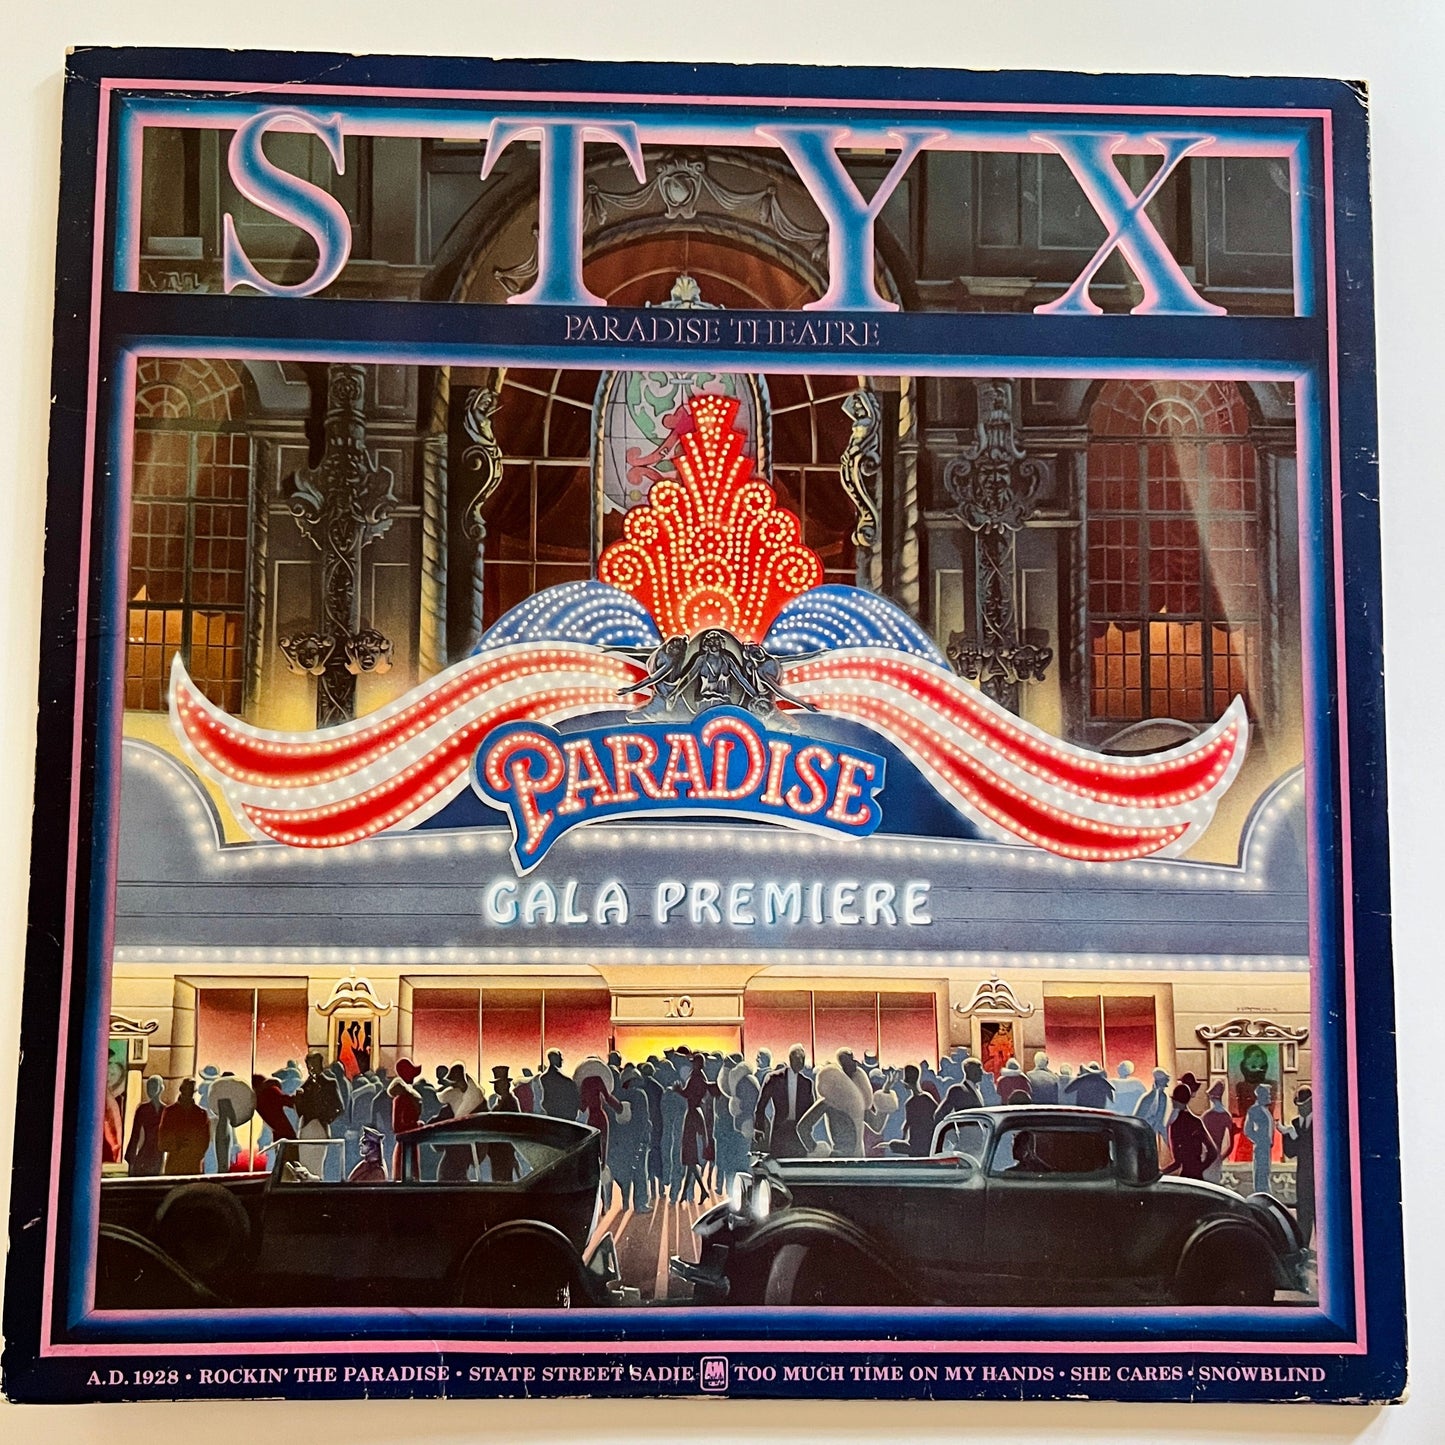 STYX
PARADISE THEATRE
PARADISE
GALA PREMIERE
10
A.D. 1928 • ROCKIN' THE PARADISE • STATE STREET SADIE A&M TOO MUCH TIME ON MY HANDS • SHE CARES • SNOWBLIND